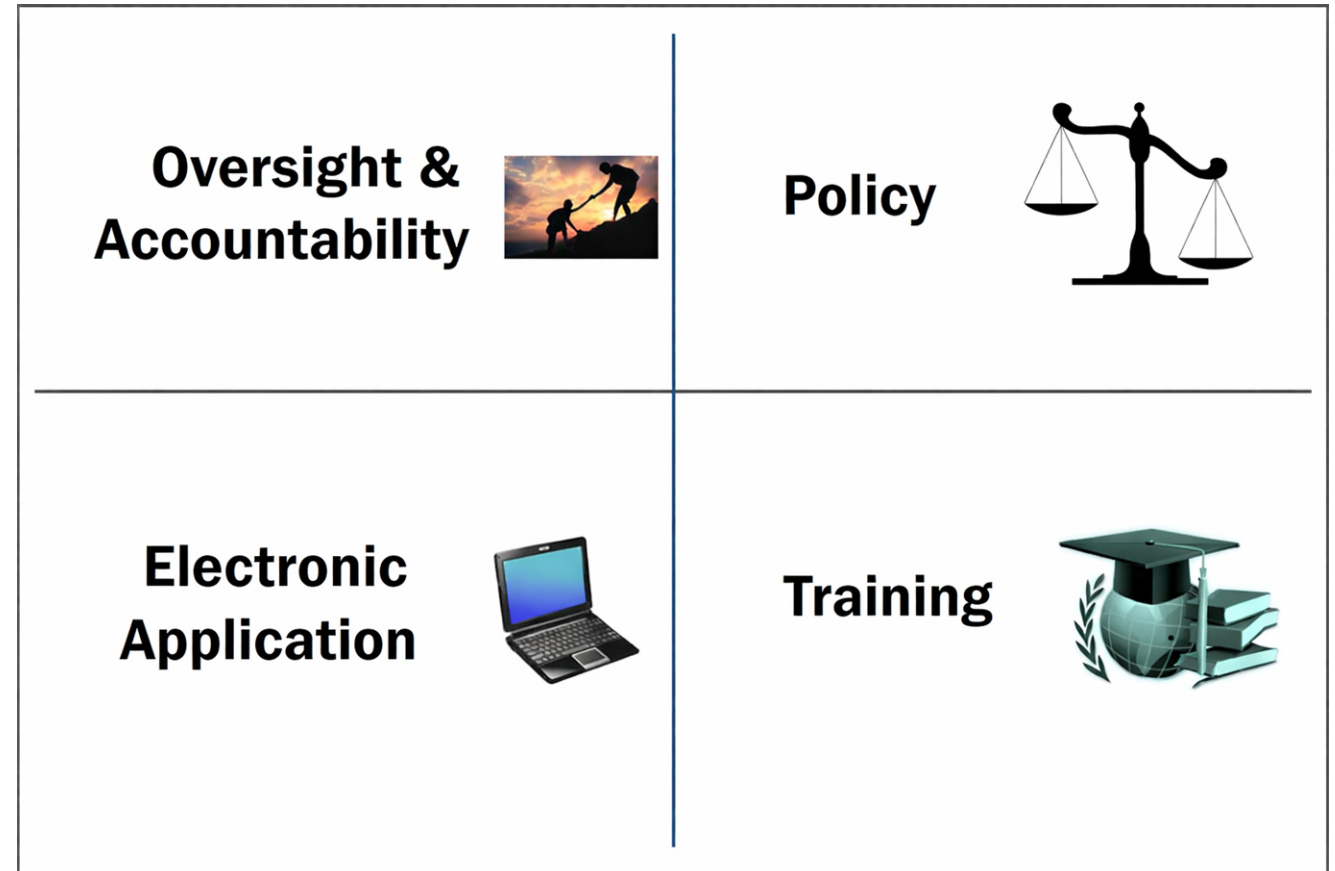 Oversight &
Accountability
Policy
Electronic
Application
Training